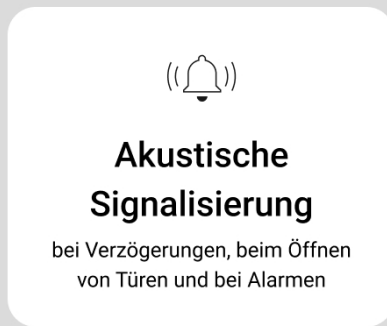 Akustische
Signalisierung
bei Verzögerungen, beim Öffnen
von Türen und bei Alarmen